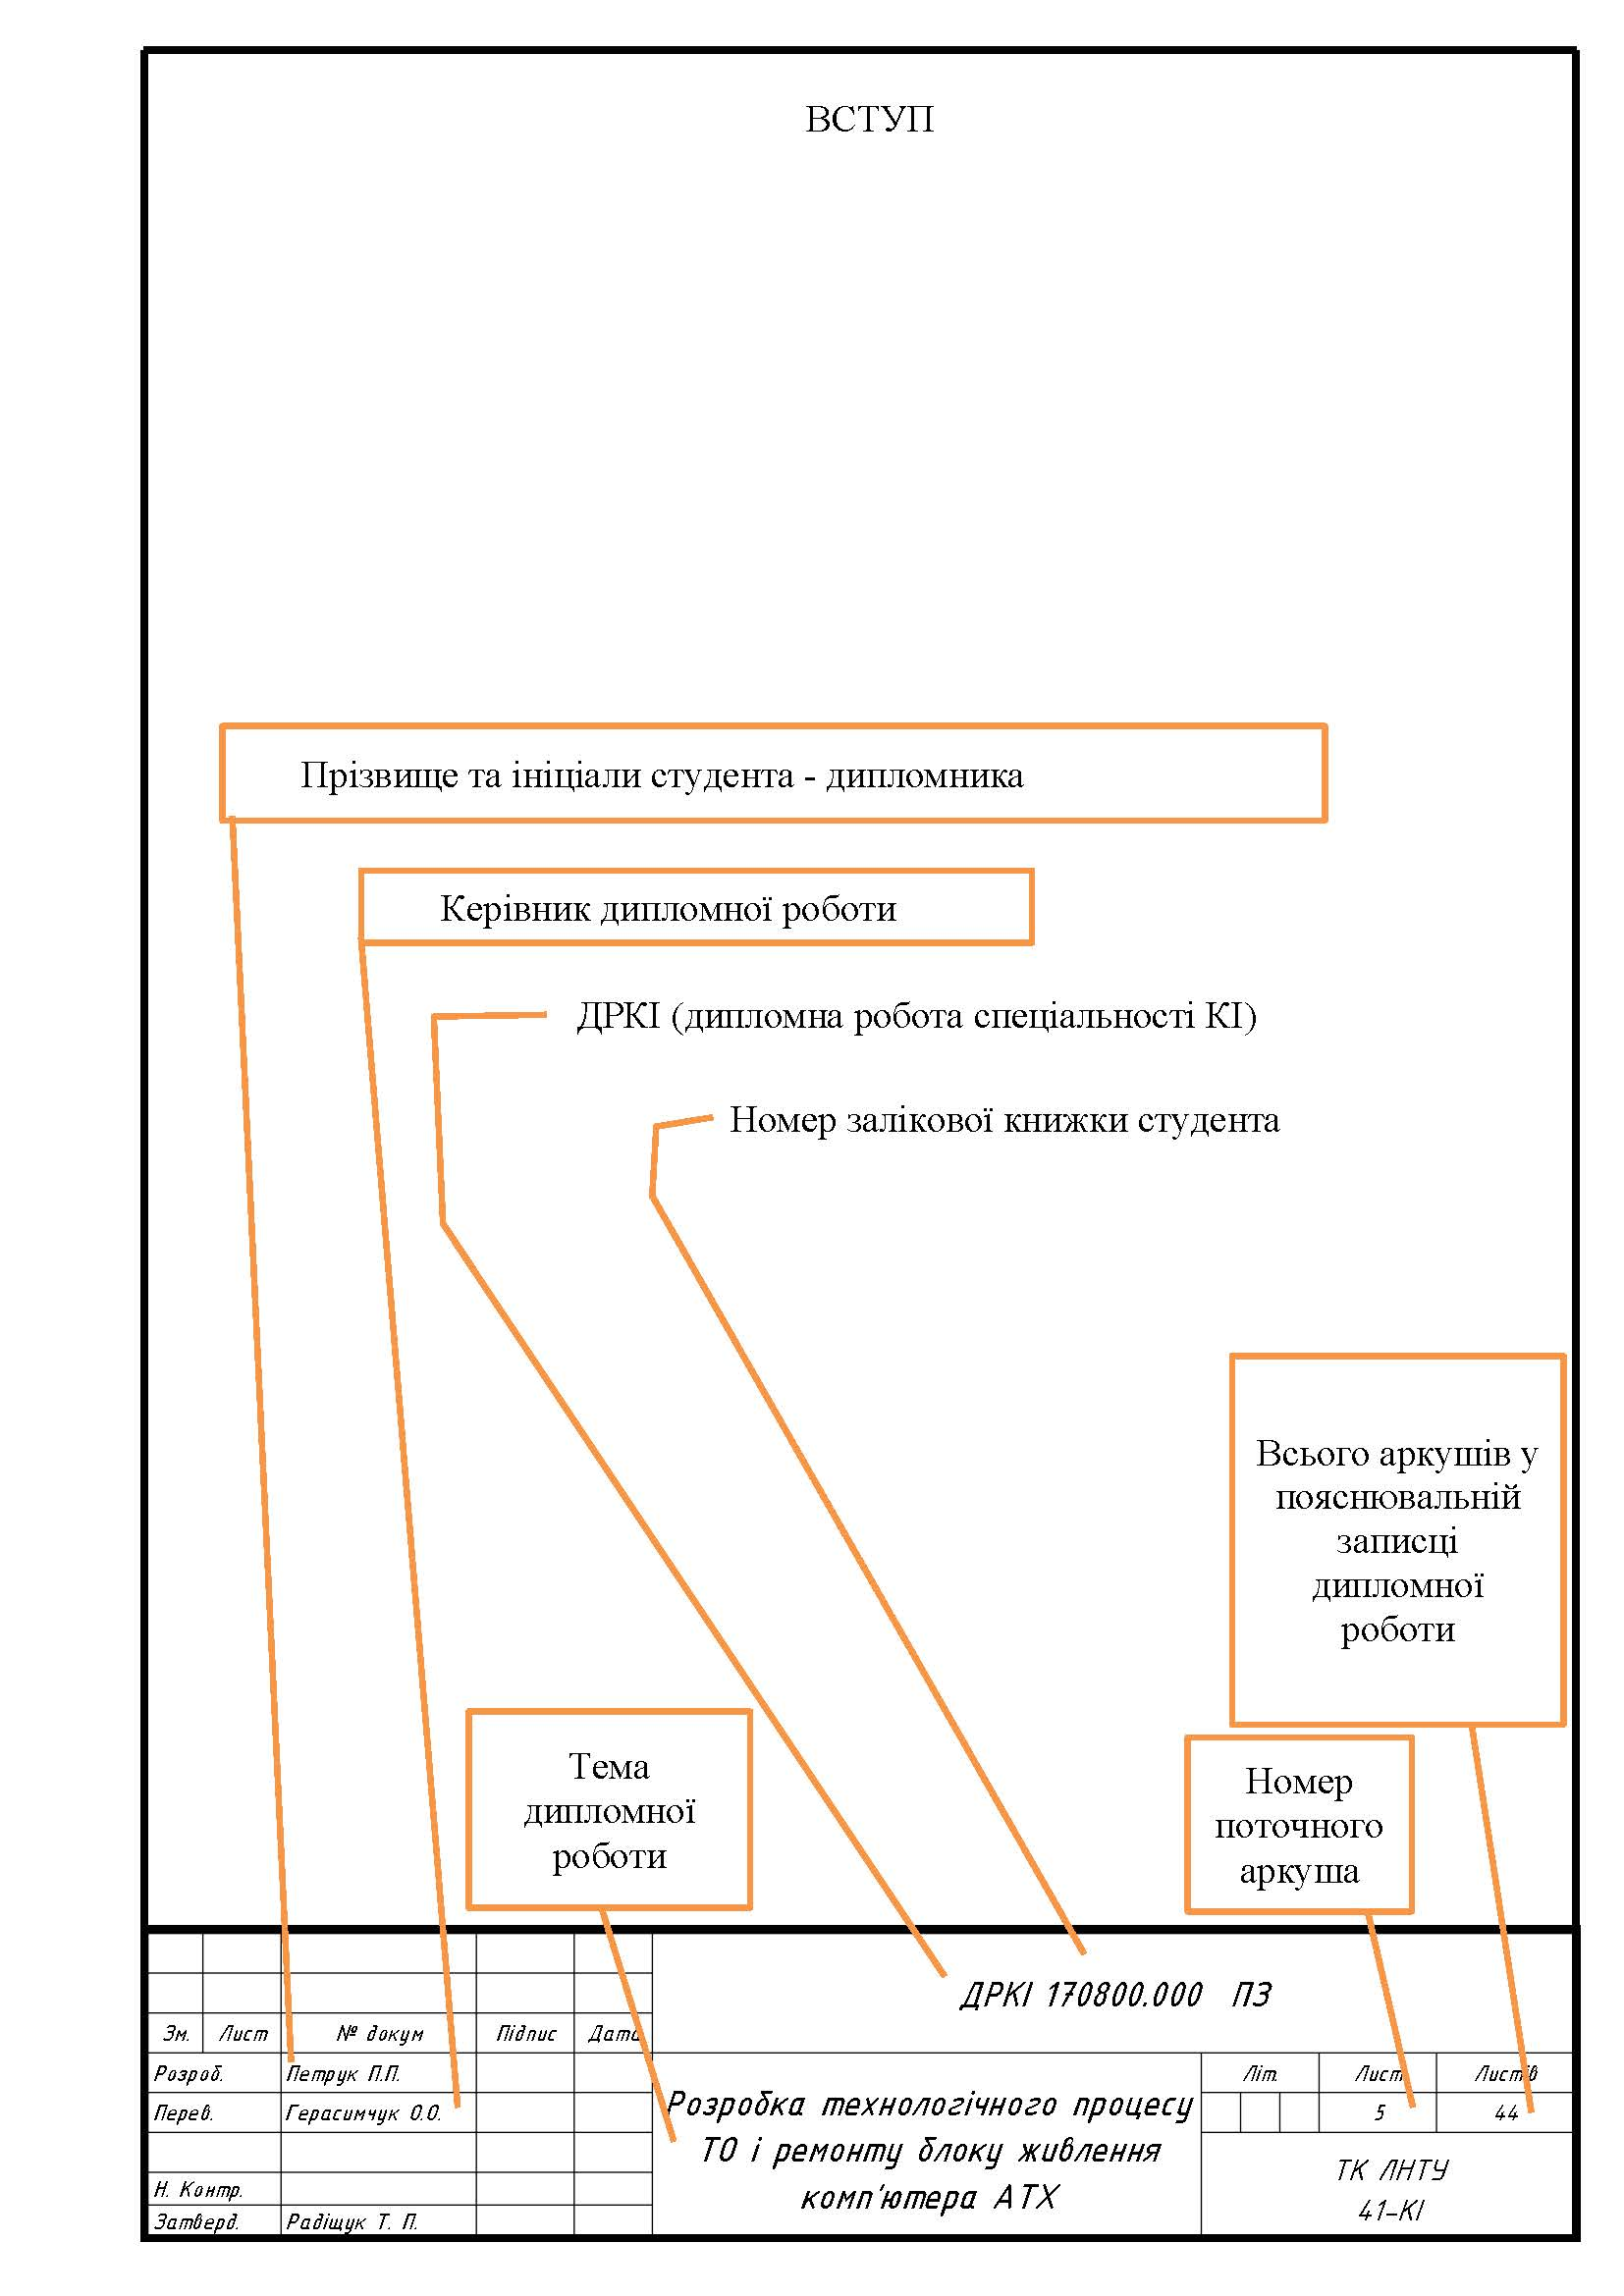 ВСТУП
Прізвище та ініціали студента - дипломника
Керівник дипломної роботи
ДРКІ (дипломна робота спеціальності КІ)
Номер залікової книжки студента
Всього аркушів у
пояснювальній
записці
дипломної
роботи
Тема
дипломної
роботи
Номер
поточного
аркуша
ДРКІ 170800.000 ПЗ
Зм. Лист № докум Підпис Дата
Розроб. Петрук П.П.
Перев. Герасимчук О.О.
Н. Контр.
Затверд. Радіщук Т. П.
Розробка технологічного процесу
ТО і ремонту блоку живлення
комп'ютера АТХ
Літ. Лист Листів
5 44
ТК ЛНТУ
41-КІ